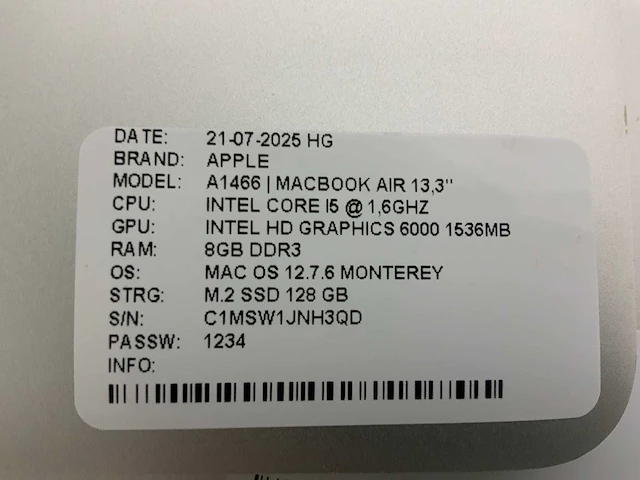 DATE: 21-07-2025 HG
BRAND: APPLE
MODEL: A1466 | MACBOOK AIR 13,3"
CPU: INTEL CORE I5 @ 1,6GHZ
GPU: INTEL HD GRAPHICS 6000 1536MB
RAM: 8GB DDR3
OS: MAC OS 12.7.6 MONTEREY
STRG: M.2 SSD 128 GB
S/N: C1MSW1JNH3QD
PASSW: 1234
INFO: